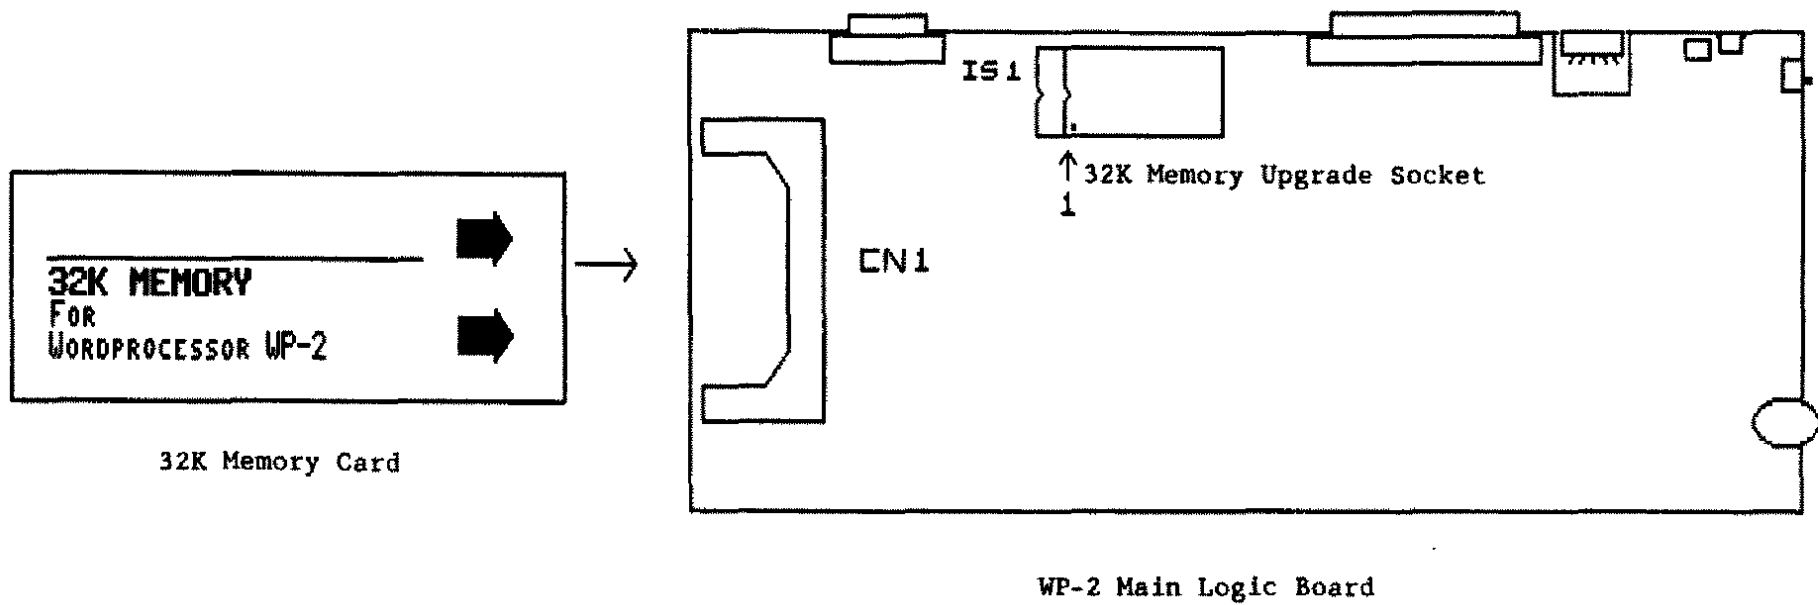 IS1
32K Memory Upgrade Socket
1
CN1
32K MEMORY
FOR
WORDPROCESSOR WP-2
32K Memory Card
WP-2 Main Logic Board